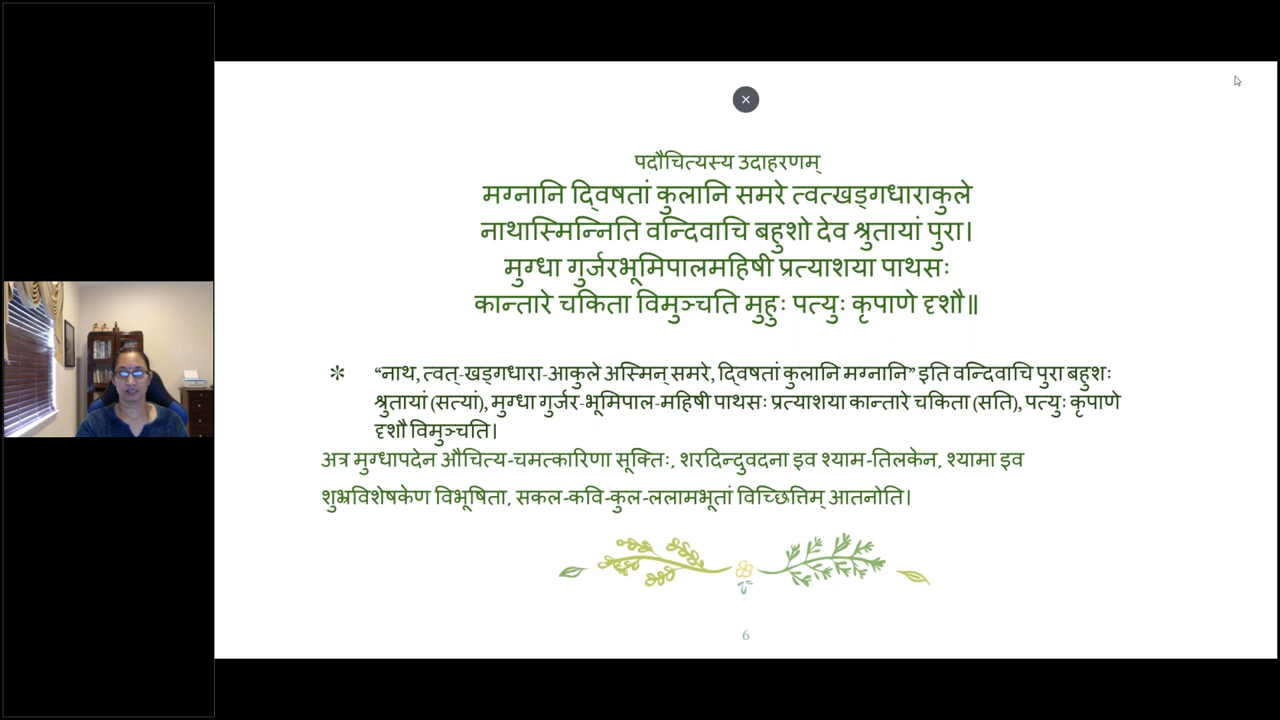 पदौचित्यस्य उदाहरणम्
मग्नानि द्विषतां कुलानि समरे त्वत्खड्गधाराकुले
नाथास्मिन्निति वन्दिवाचि बहुशो देव श्रुतायां पुरा।
मुग्धा गुर्जरभूमिपालमहिषी प्रत्याशया पाथसः
कान्तारे चकिता विमुञ्चति मुहुः पत्युः कृपाणे दृशौ॥
* “नाथ, त्वत्-खड्गधारा-आकुले अस्मिन् समरे, द्विषतां कुलानि मग्नानि” इति वन्दिवाचि पुरा बहुशः
श्रुतायां (सत्यां), मुग्धा गुर्जर-भूमिपाल-महिषी पाथसः प्रत्याशया कान्तारे चकिता (सति), पत्युः कृपाणे
दृशौ विमुञ्चति।
अत्र मुग्धापदेन औचित्य-चमत्कारिणा सूक्तिः, शरदिन्दुवदना इव श्याम-तिलकेन, श्यामा इव
शुभ्रविशेषकेण विभूषिता, सकल-कवि-कुल-ललामभूतां विच्छित्तिम् आतनोति।
6